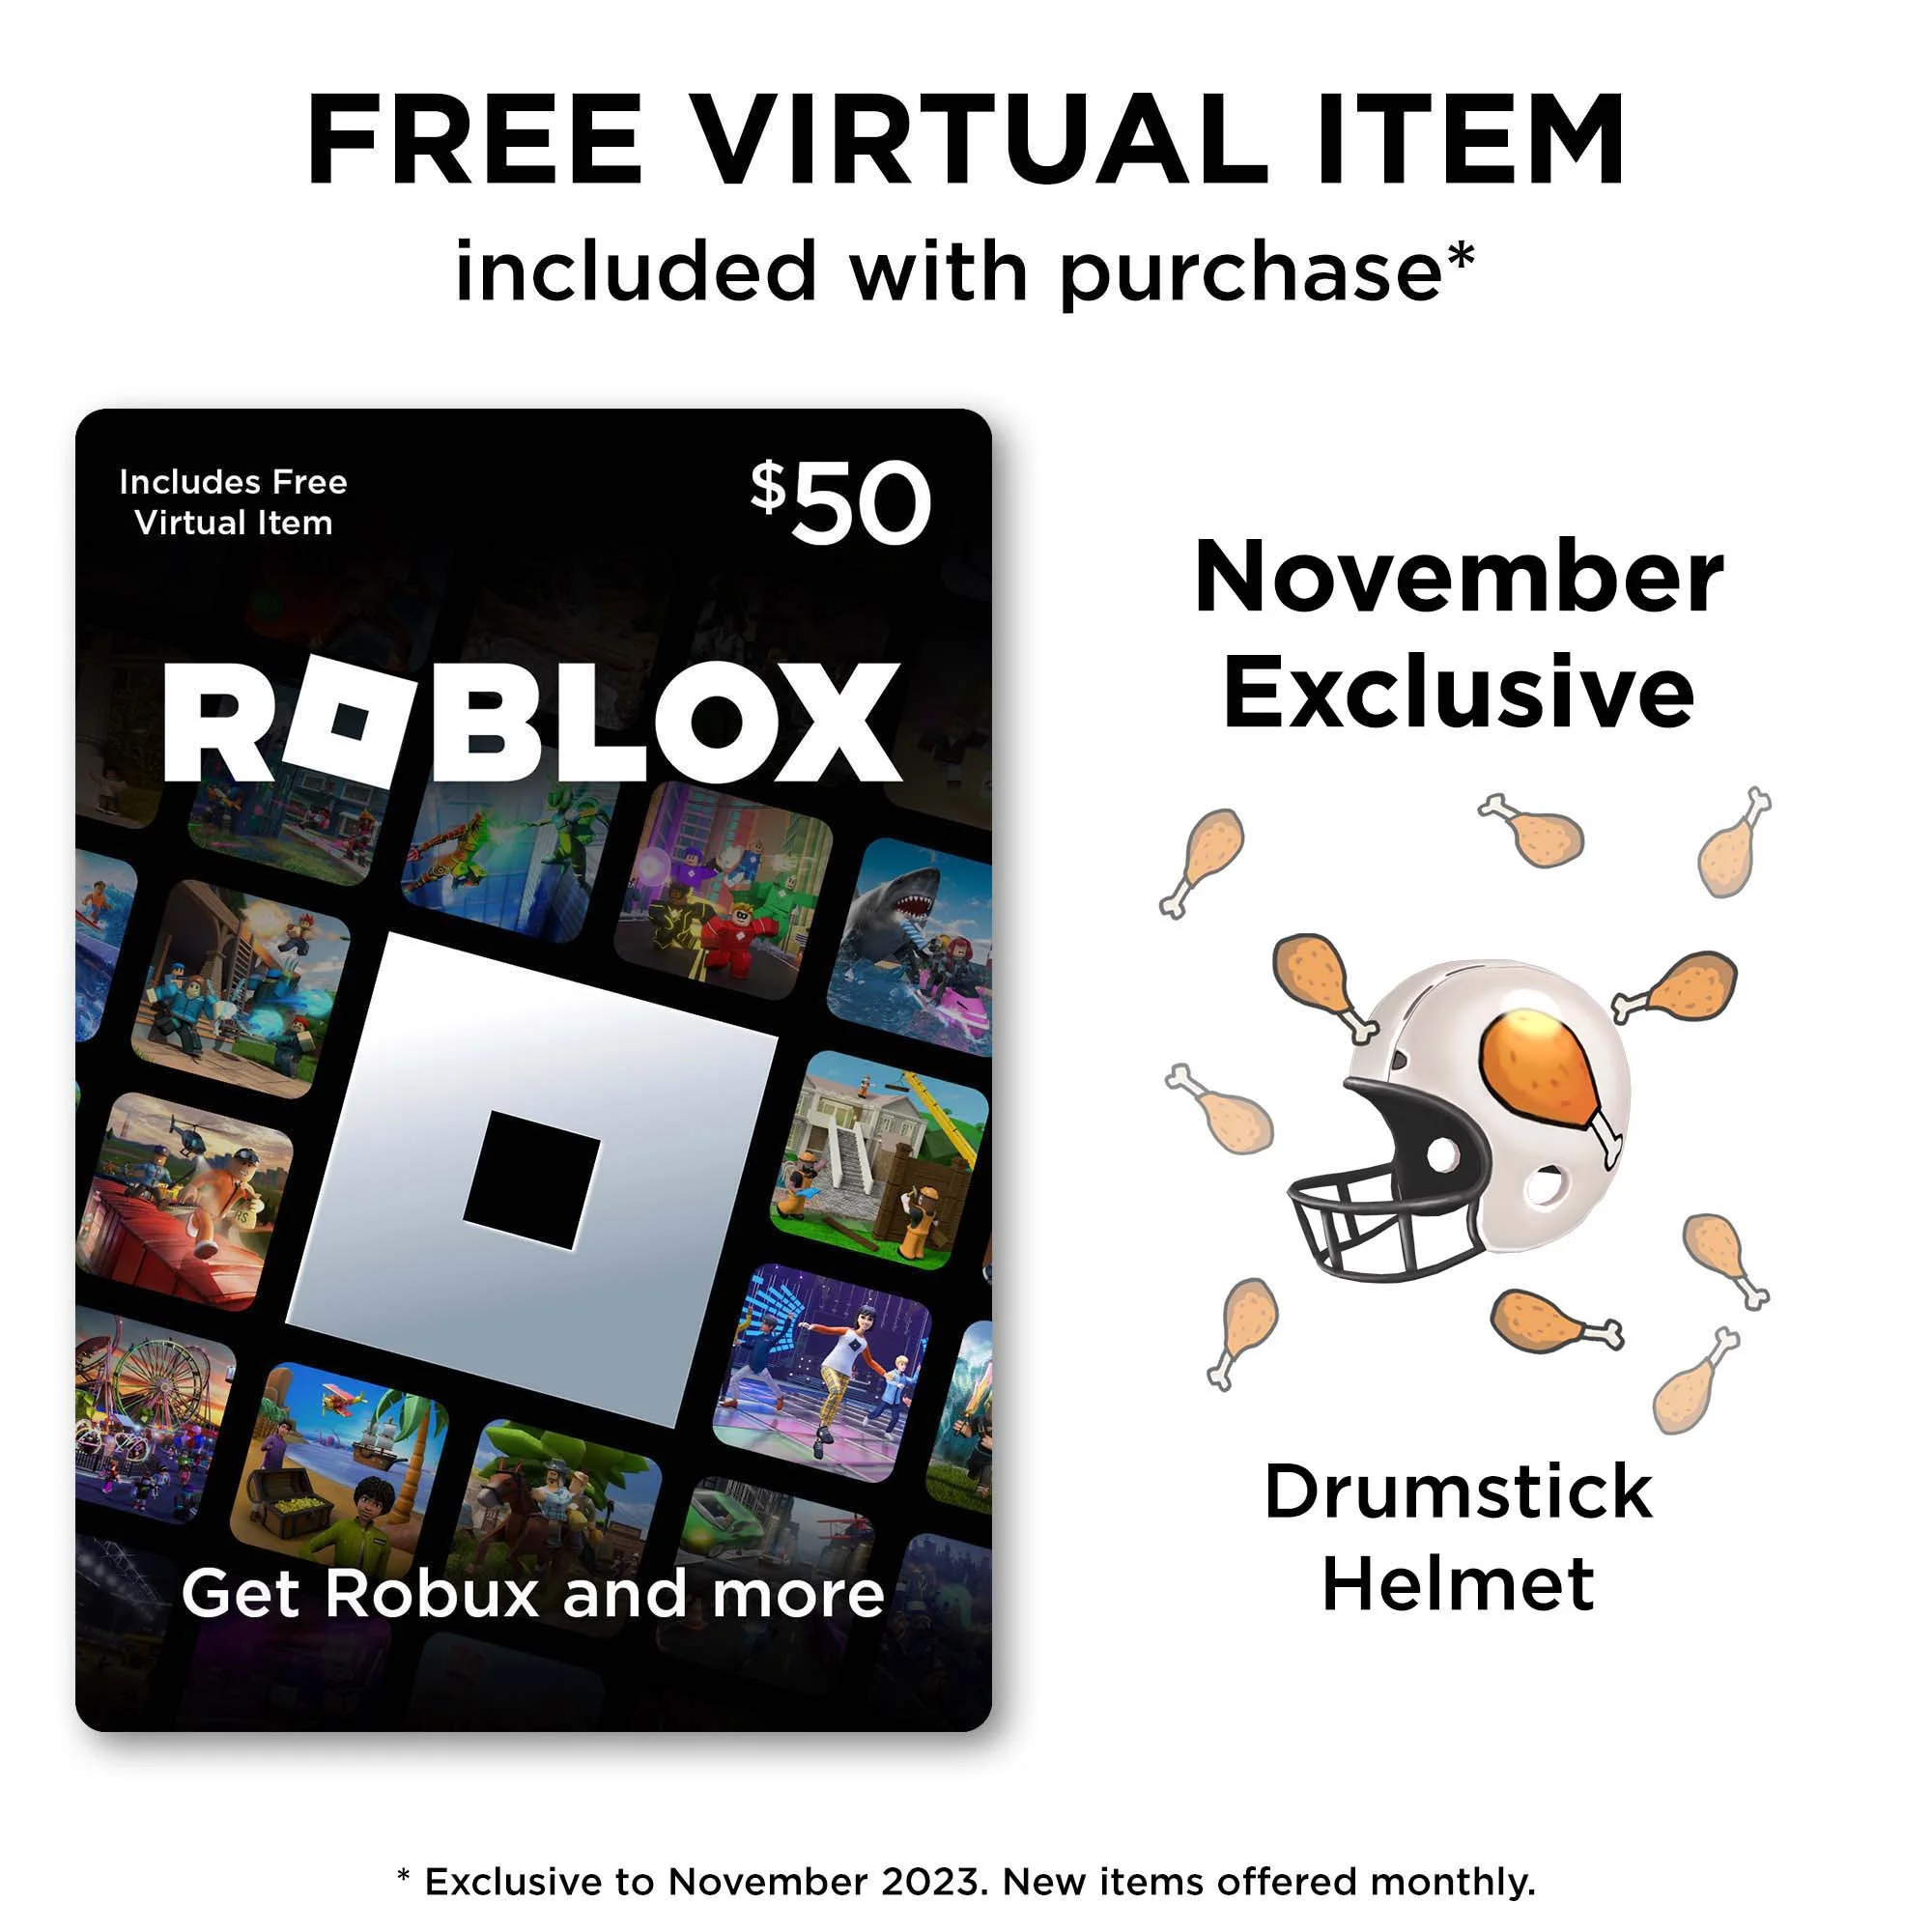 FREE VIRTUAL ITEM
included with purchase*
Includes Free
Virtual Item
$50
ROBLOX
Get Robux and more
November
Exclusive
Drumstick
Helmet
* Exclusive to November 2023. New items offered monthly.